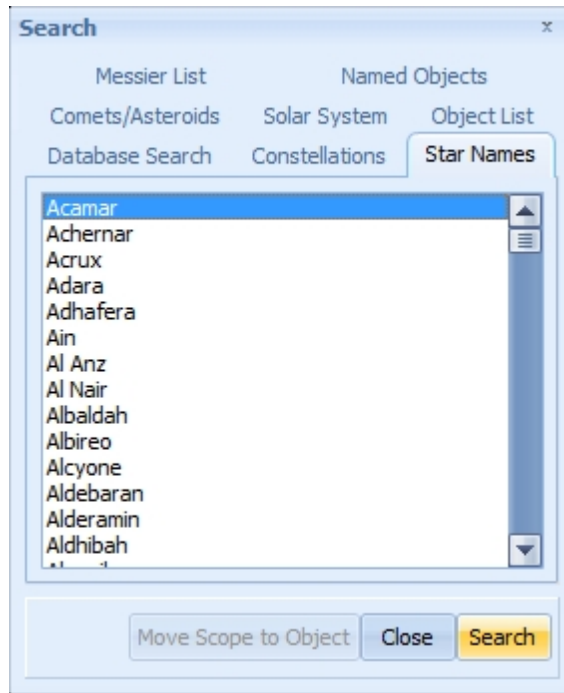 Search x
Messier List Named Objects
Comets/Asteroids Solar System Object List
Database Search Constellations Star Names
Acamar
Achernar
Acrux
Adara
Adhafera
Ain
Al Anz
Al Nair
Albaldah
Albireo
Alcyone
Aldebaran
Alderamin
Aldhibah
Move Scope to Object Close Search